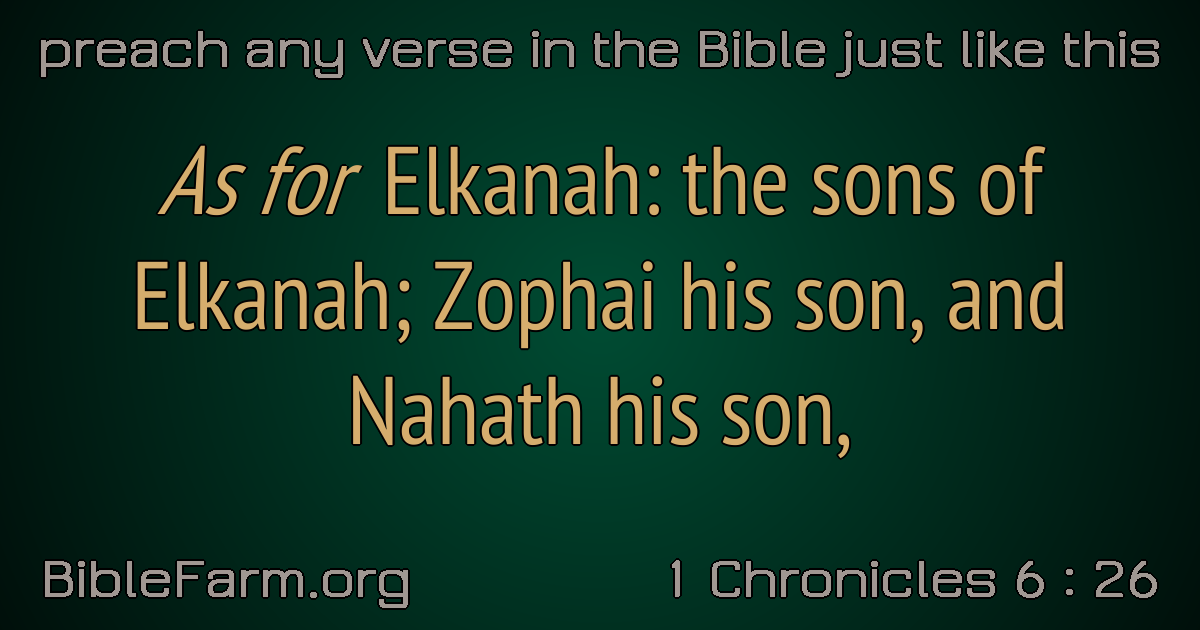 preach any verse in the Bible just like this
As for Elkanah: the sons of
Elkanah; Zophai his son, and
Nahath his son,
BibleFarm.org
1 Chronicles 6 : 26